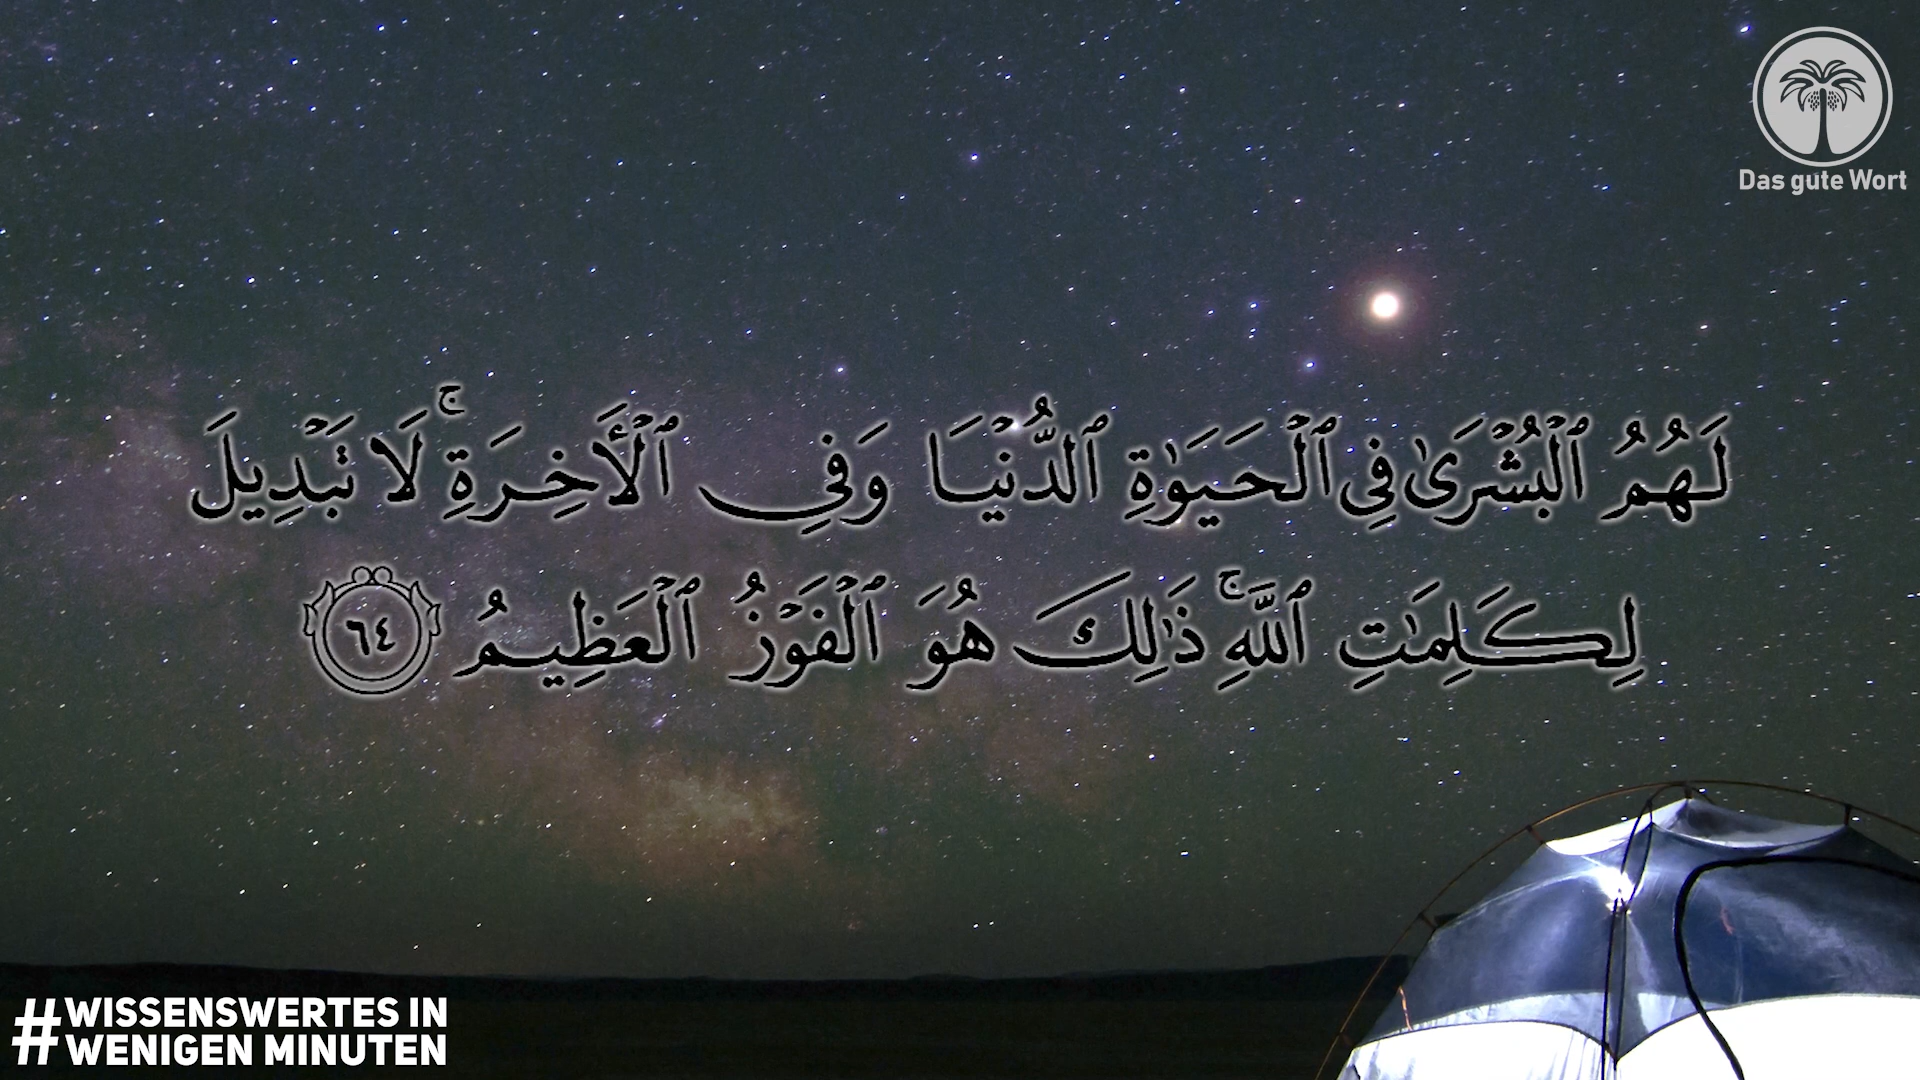 Das gute Wort
لَهُمُ ٱلْبُشْرَىٰ فِى ٱلْحَيَوٰةِ ٱلدُّنْيَا وَفِى ٱلْأَخِرَةِ ۚ لَا تَبْدِيلَ
لِكَلِمَٰتِ ٱللَّهِ ۚ ذَٰلِكَ هُوَ ٱلْفَوْزُ ٱلْعَظِيمُ ٦٤
#WISSENSWERTES IN
WENIGEN MINUTEN